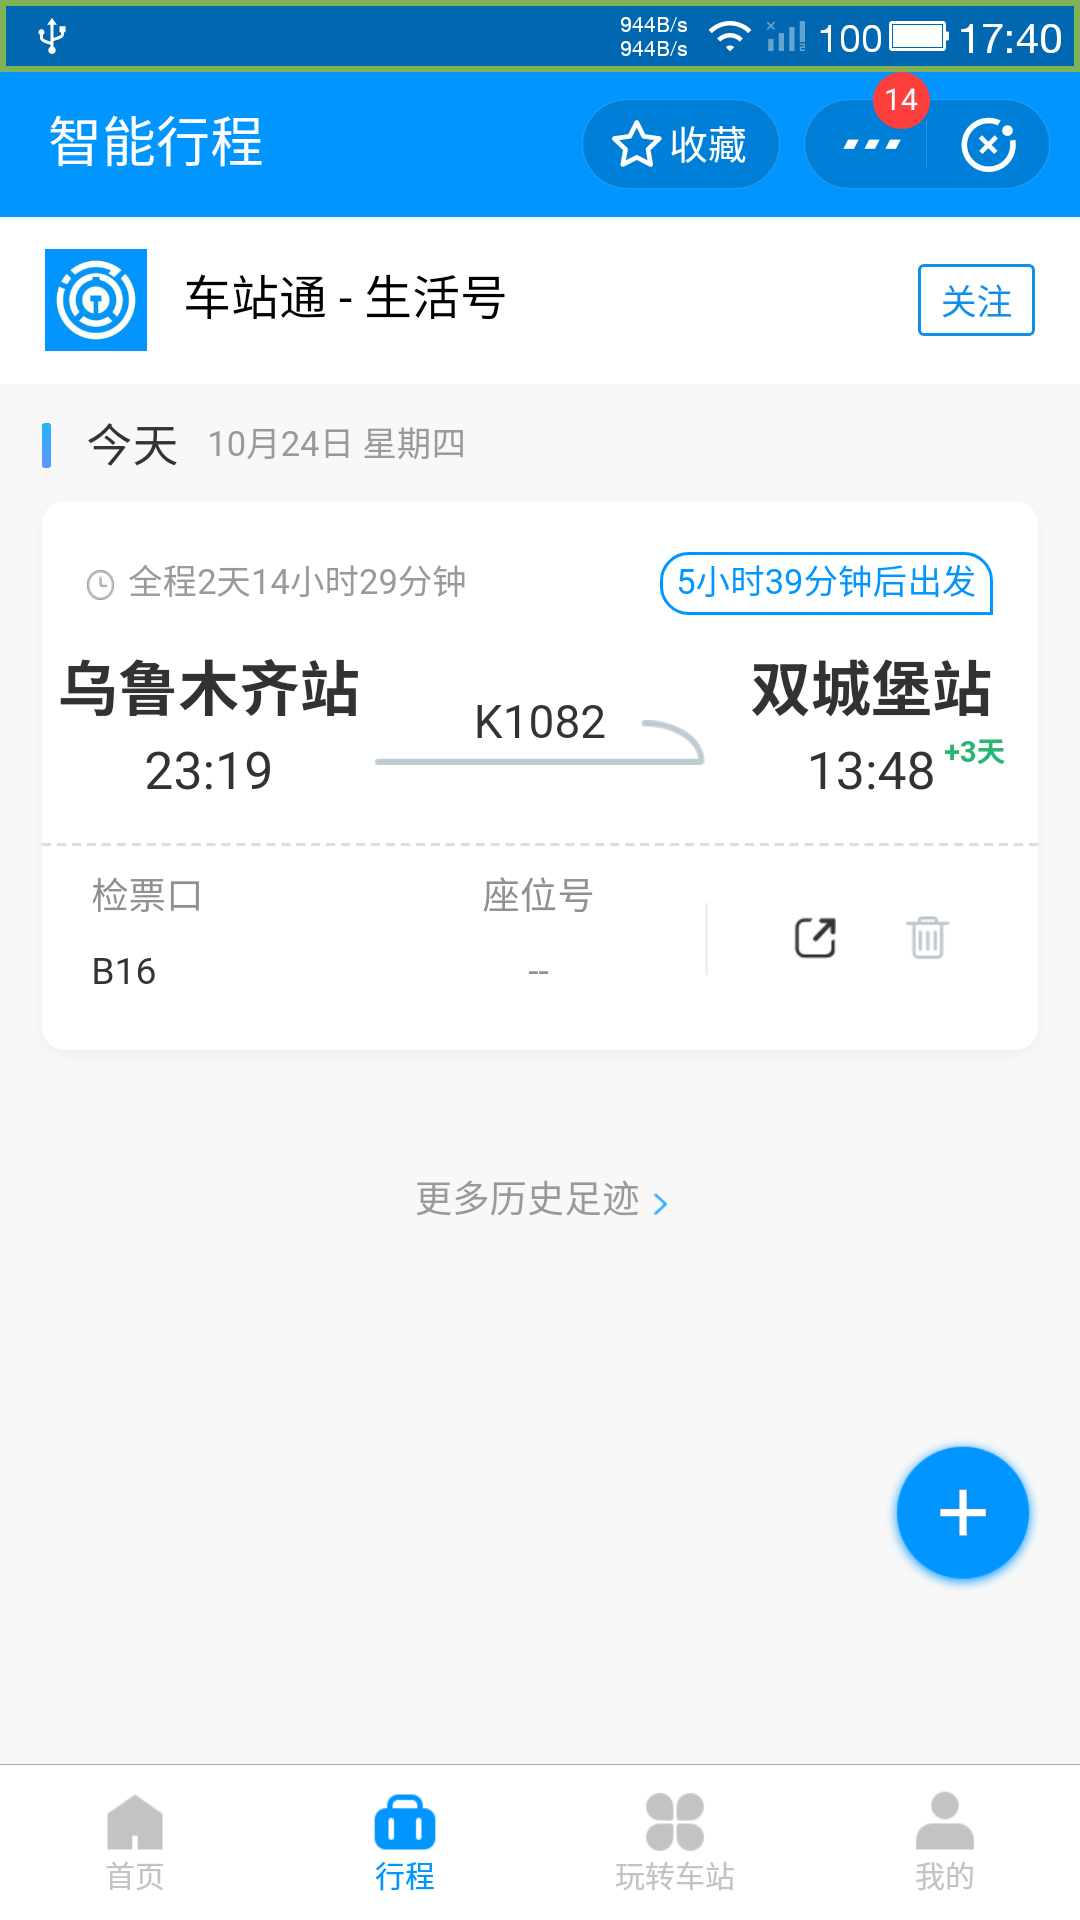 944B/s
944B/s
100
17:40
智能行程
收藏
14
车站通 - 生活号
关注
今天 10月24日 星期四
全程2天14小时29分钟
5小时39分钟后出发
乌鲁木齐站
K1082
双城堡站
23:19
13:48 +3天
检票口
座位号
B16
--
更多历史足迹
首页
行程
玩转车站
我的